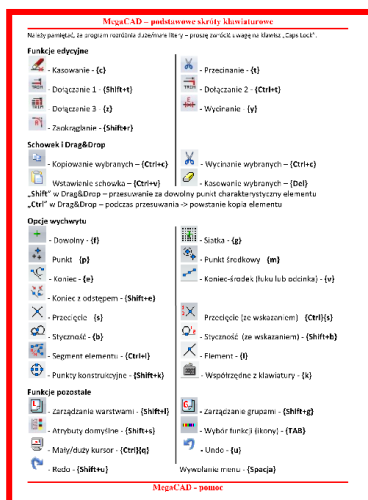 MegaCAD – podstawowe skróty klawiaturowe
Należy pamiętać, że program rozróżnia duże/małe litery – proszę zwrócić uwagę na klawisz „Caps Lock”.
Funkcje edycyjne
- Kasowanie - {c} - Przecinanie - {t}
- Dołączanie 1 - {Shift+t} - Dołączanie 2 - {Ctrl+t}
- Dołączanie 3 - {z} - Wycinanie - {y}
- Zaokrąglanie - {Shift+r}
Schowek i Drag&Drop
- Kopiowanie wybranych – {Ctrl+c} - Wycinanie wybranych – {Ctrl+c}
- Wstawianie schowka – {Ctrl+v} - Kasowanie wybranych – {Del}
„Shift” w Drag&Drop – przesuwanie za dowolny punkt charakterystyczny elementu
„Ctrl” w Drag&Drop – podczas przesuwania -> powstanie kopia elementu
Opcje wychwytu
- Dowolny - {f} - Siatka - {g}
- Punkt {p} - Punkt środkowy - {m}
- Koniec - {e} - Koniec-środek (łuku lub odcinka) - {v}
- Koniec z odstępem - {Shift+e}
- Przecięcie - {s} Przecięcie (ze wskazaniem) {Ctrl}{s}
- Styczność - {b} - Styczność (ze wskazaniem) - {Shift+b}
- Segment elementu - {Ctrl+l} - Element - {l}
- Punkty konstrukcyjne - {Shift+k} - Współrzędne z klawiatury - {k}
Funkcje pozostałe
- Zarządzanie warstwami - {Shift+l} - Zarządzanie grupami - {Shift+g}
- Atrybuty domyślne - {Shift+s} - Wybór funkcji (ikony) - {TAB}
- Mały/duży kursor - {Ctrl}{q} - Undo - {u}
- Redo - {Shift+u} Wywołanie menu - {Spacja}
MegaCAD - pomoc